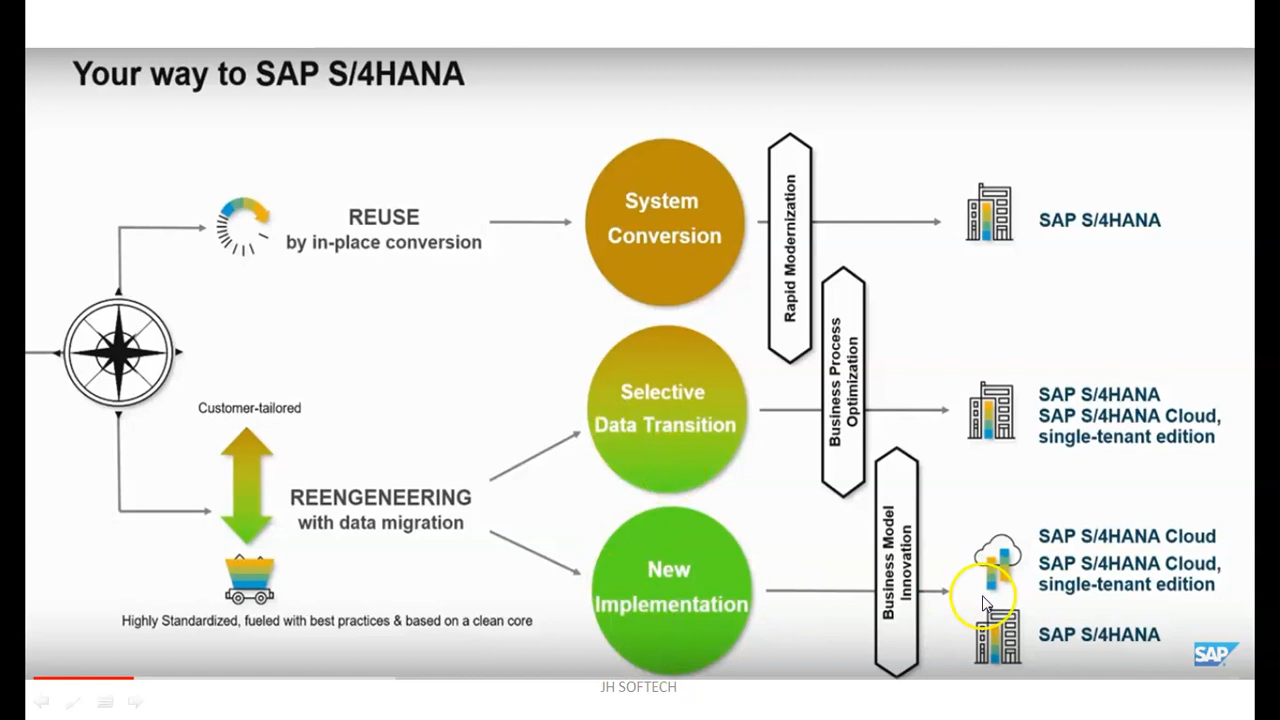 Your way to SAP S/4HANA
REUSE
by in-place conversion
System
Conversion
Rapid Modernization
SAP S/4HANA
Customer-tailored
REENGENEERING
with data migration
Highly Standardized, fueled with best practices & based on a clean core
Selective
Data Transition
Business Process
Optimization
SAP S/4HANA
SAP S/4HANA Cloud,
single-tenant edition
New
Implementation
Business Model
Innovation
SAP S/4HANA Cloud
SAP S/4HANA Cloud,
single-tenant edition
SAP S/4HANA
SAP
JH SOFTECH